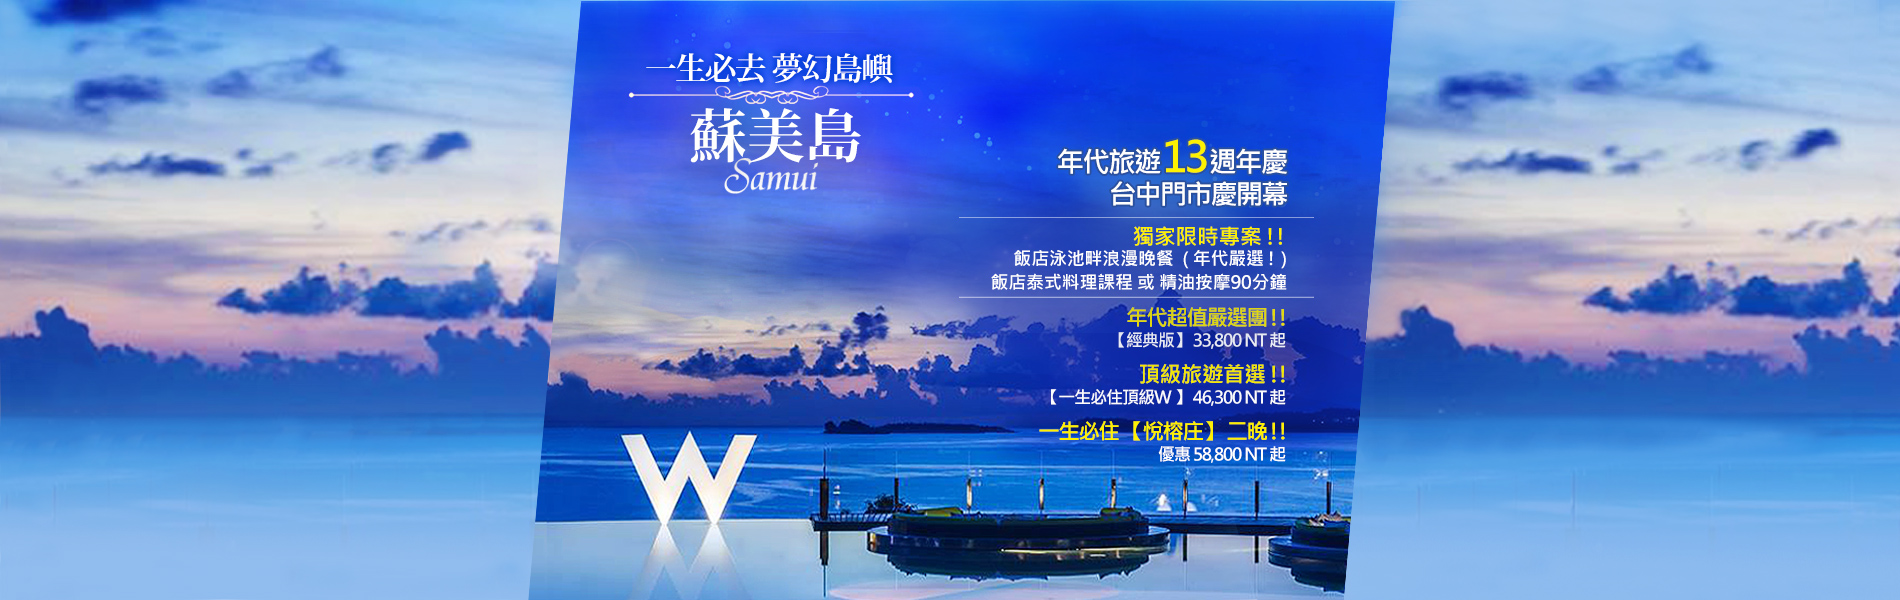 一生必去 夢幻島嶼
蘇美島
Samui
年代旅遊13週年慶
台中門市慶開幕
獨家限時專案!!
飯店泳池畔浪漫晚餐 (年代嚴選!)
飯店泰式料理課程 或 精油按摩90分鐘
年代超值嚴選團!!
【經典版】33,800 NT 起
頂級旅遊首選!!
【一生必住頂級W】46,300 NT 起
一生必住【悅榕庄】二晚!!
優惠 58,800 NT 起
W